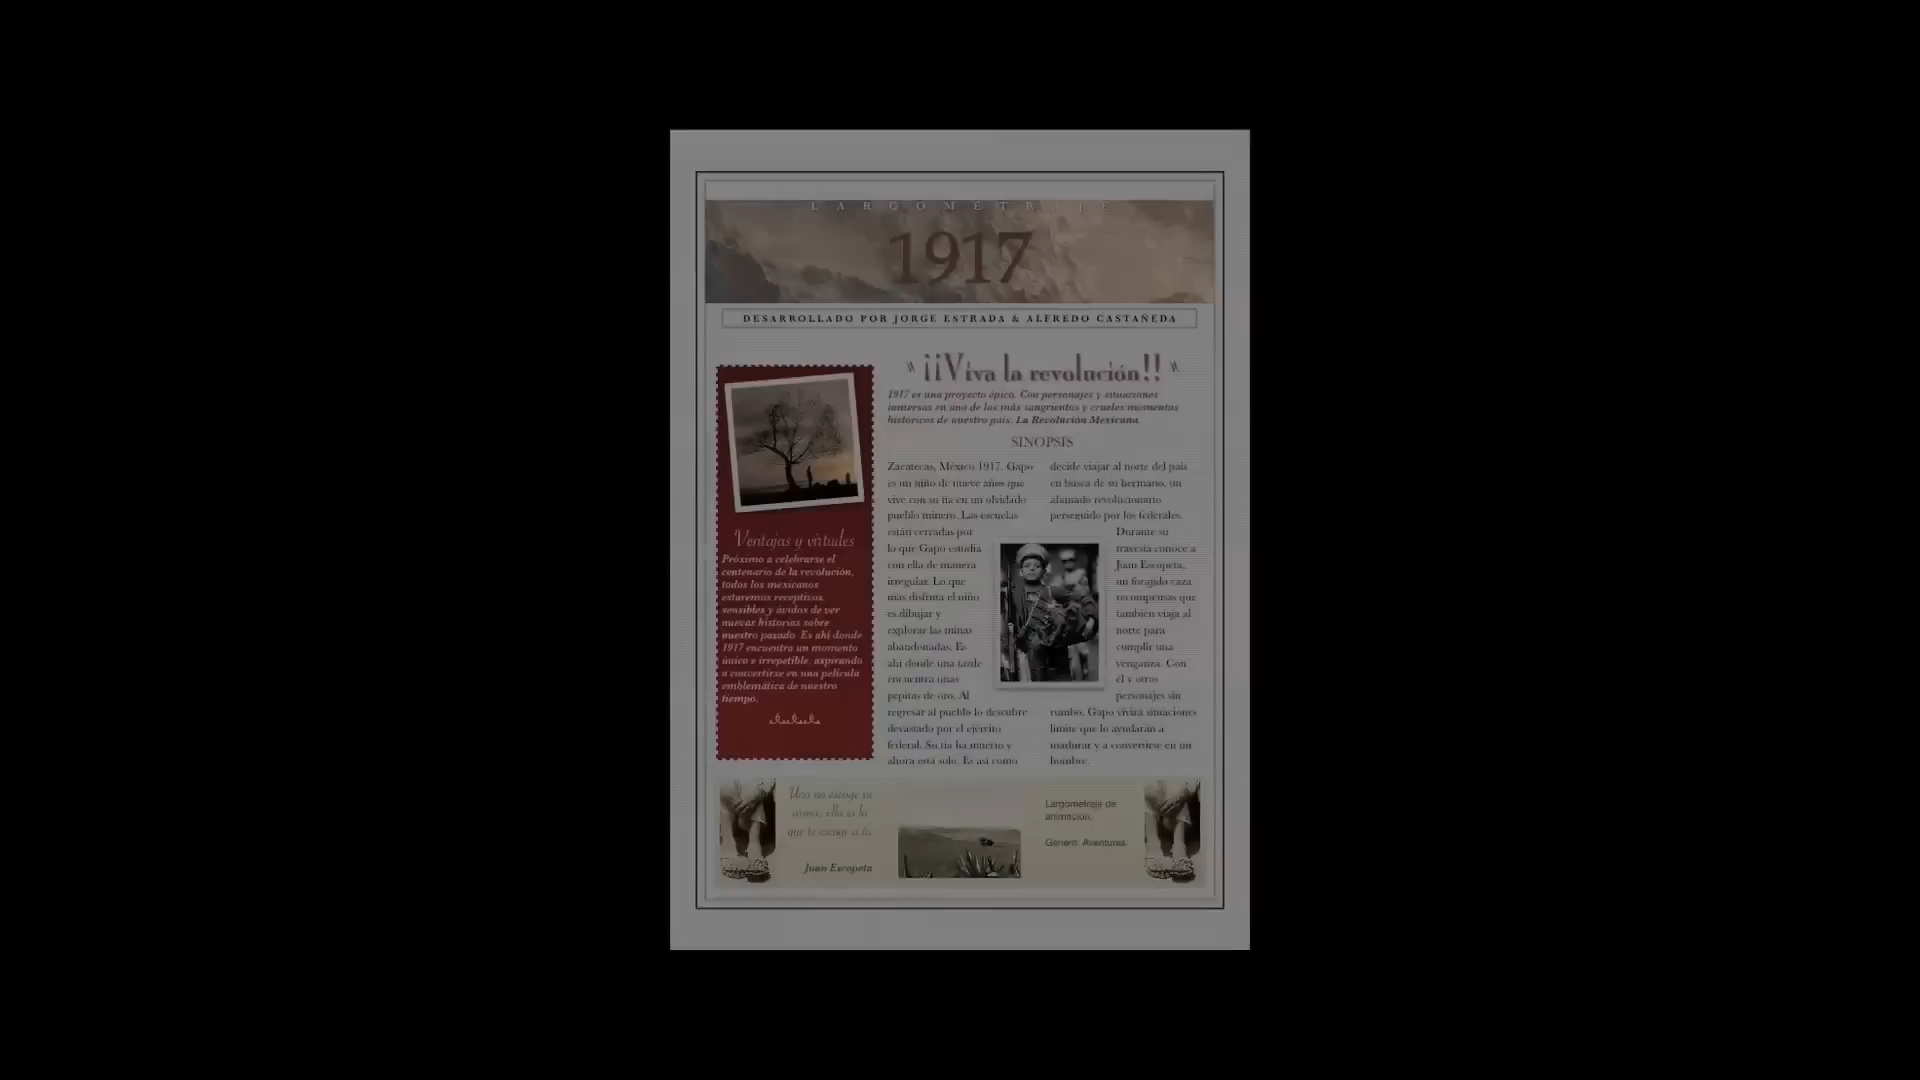 LARGOMETRAJE
1917
DESARROLLADO POR JORGE ESTRADA & ALFREDO CASTAÑEDA
" ¡¡Viva la revolución!! "
1917 es una proyecto épico. Con personajes y situaciones
inmersas en uno de los más sangrientos y crueles momentos
históricos de nuestro país. La Revolución Mexicana.
SINOPSIS
Zacatecas, México 1917. Gapo
es un niño de nueve años que
vive con su tía en un olvidado
pueblo minero. Las escuelas
están cerradas por
lo que Gapo estudia
con ella de manera
irregular. Lo que
mas disfruta el niño
es dibujar y
explorar las minas
abandonadas. Es
ahí donde una tarde
encuentra unas
pepitas de oro. Al
regresar al pueblo lo descubre
devastado por el ejército
federal. Su tía ha muerto y
ahora está solo. Es así como
decide viajar al norte del país
en busca de su hermano, un
afamado revolucionario
perseguido por los federales.
Durante su
travesía conoce a
Juan Escopeta,
un forajido caza
recompensas que
también viaja al
norte para
cumplir una
venganza. Con
él y otros
personajes sin
rumbo, Gapo vivirá situaciones
límite que lo ayudarán a
madurar y a convertirse en un
hombre.
Ventajas y virtudes
Próximo a celebrarse el
centenario de la revolución,
todos los mexicanos
estaremos receptivos,
sensibles y ávidos de ver
nuevas historias sobre
nuestro pasado. Es ahí donde
1917 encuentra un momento
único e irrepetible, aspirando
a convertirse en una película
emblemática de nuestro
tiempo.
Uno no escoge su
arma, ella es la
que te escoge a ti.
Juan Escopeta
Largometraje de
animación.
Genero: Aventuras